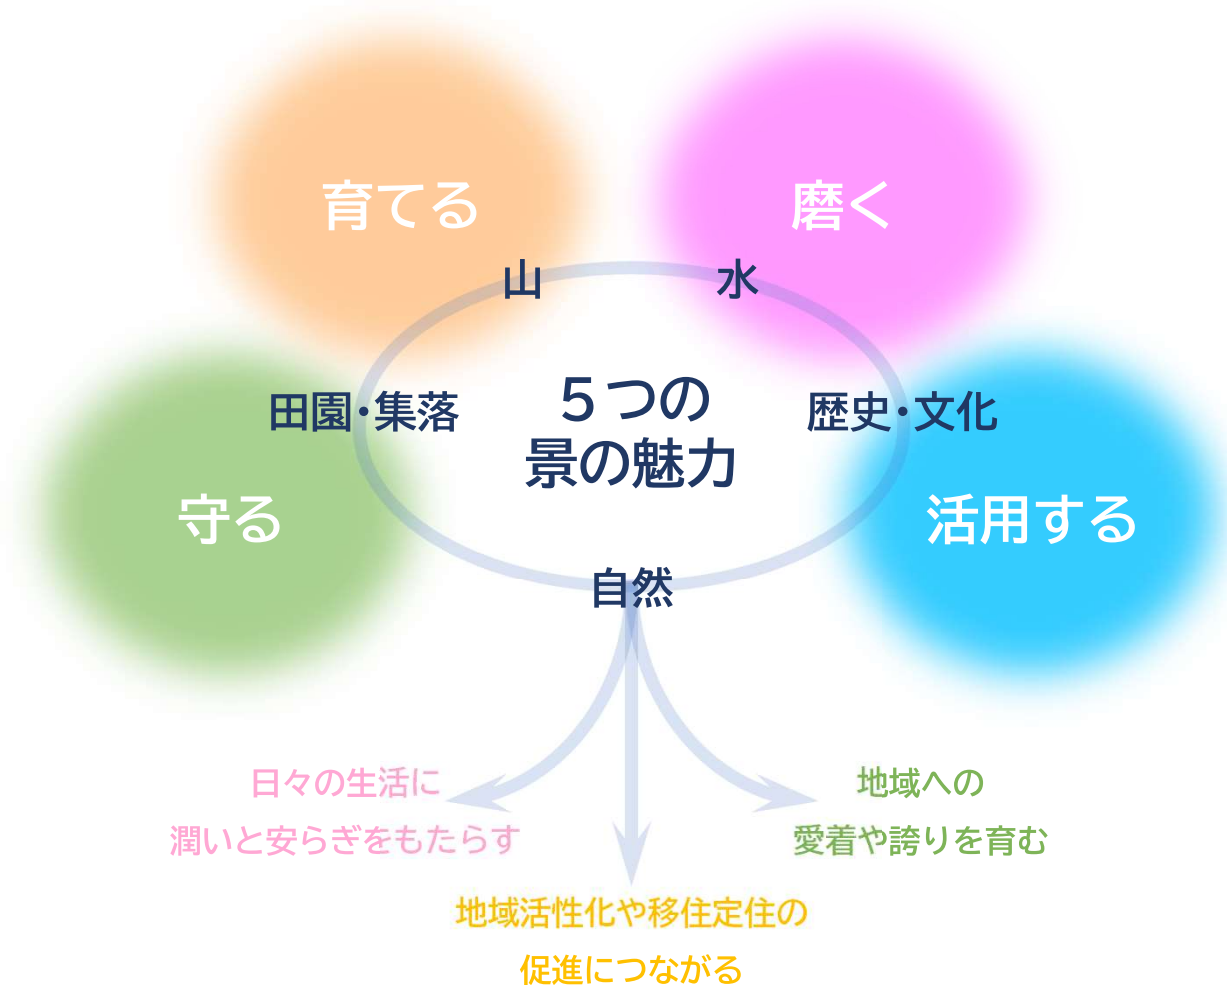 育てる
磨く
山
水
田園・集落
５つの
景の魅力
歴史・文化
守る
活用する
自然
日々の生活に
潤いと安らぎをもたらす
地域への
愛着や誇りを育む
地域活性化や移住定住の
促進につながる